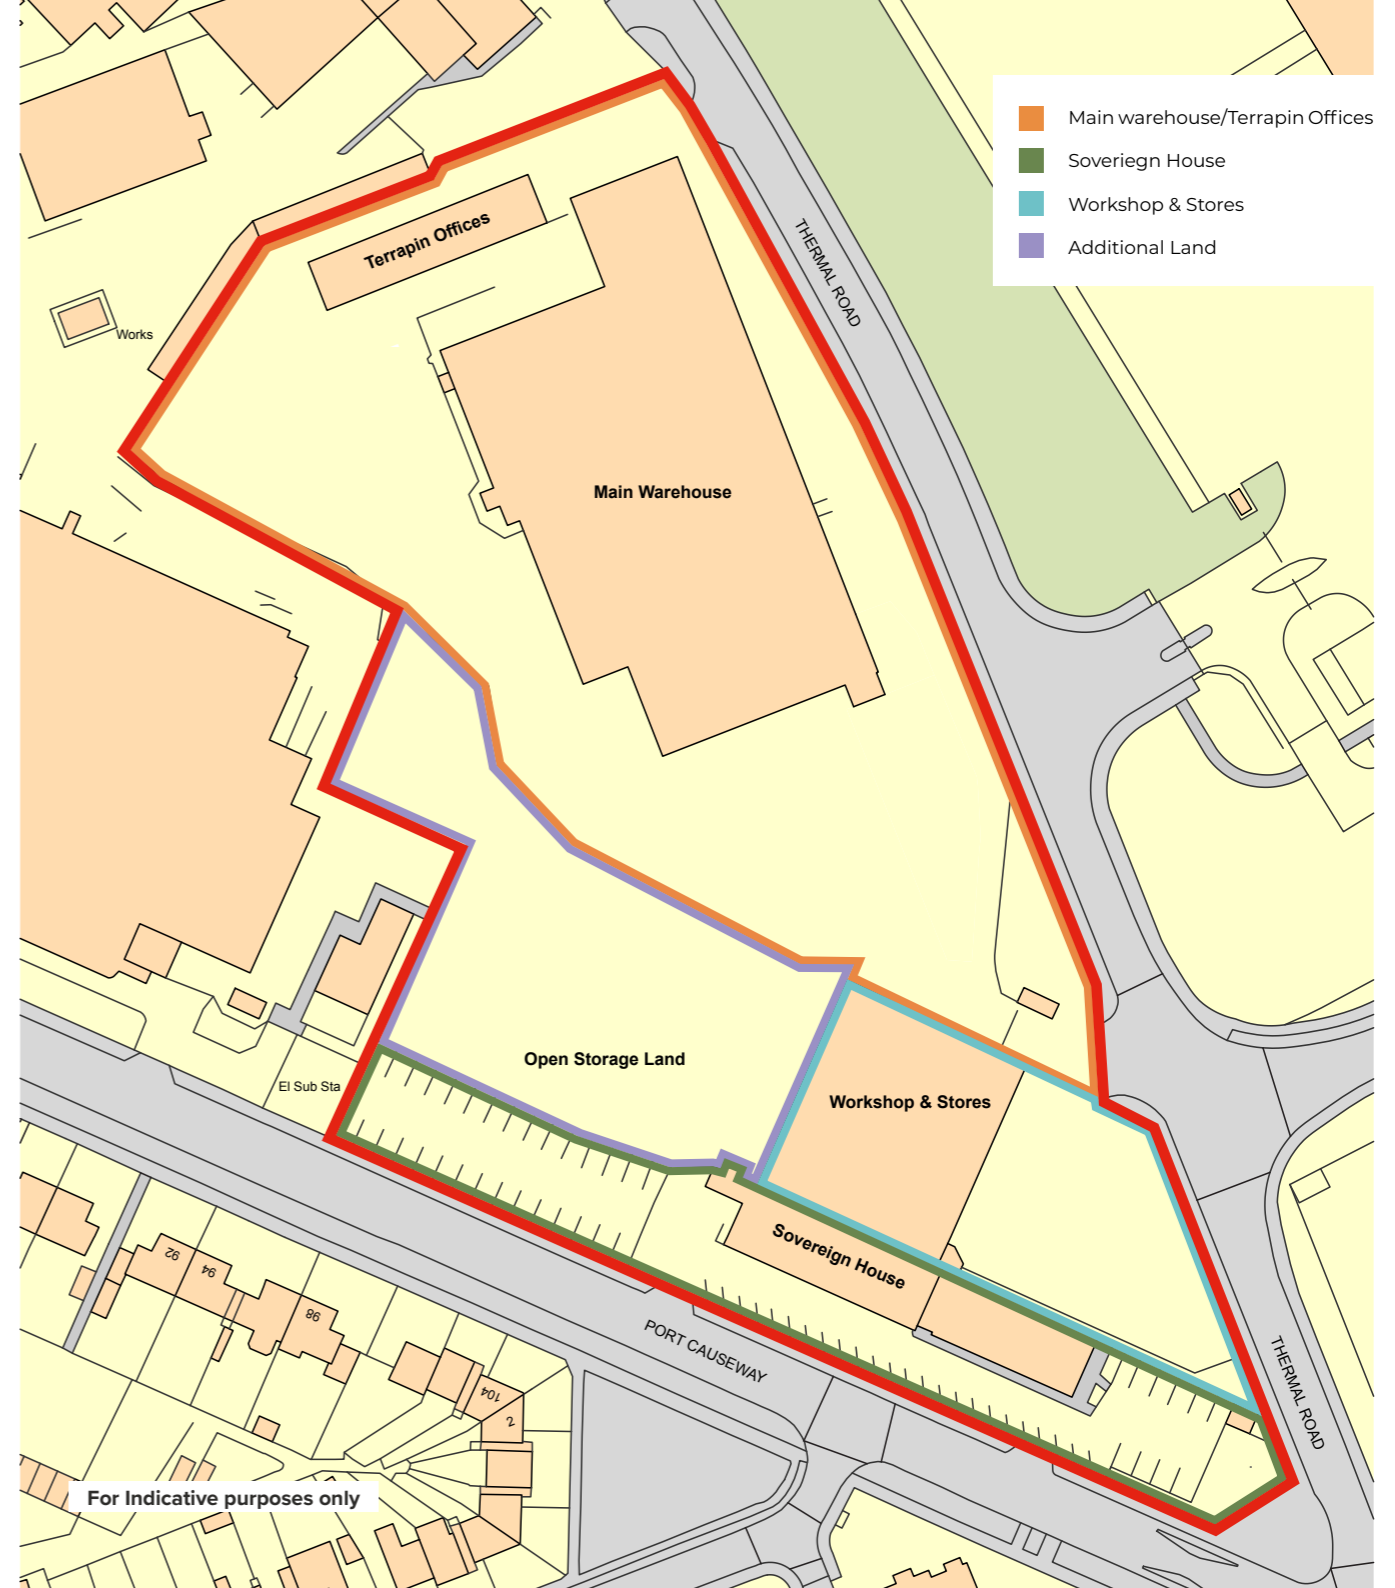 Main warehouse/Terrapin Offices
Soveriegn House
Workshop & Stores
Additional Land
THERMAL ROAD
Terrapin Offices
Works
Main Warehouse
Open Storage Land
El Sub Sta
Workshop & Stores
Sovereign House
92
94
98
104
2
PORT CAUSEWAY
THERMAL ROAD
For Indicative purposes only